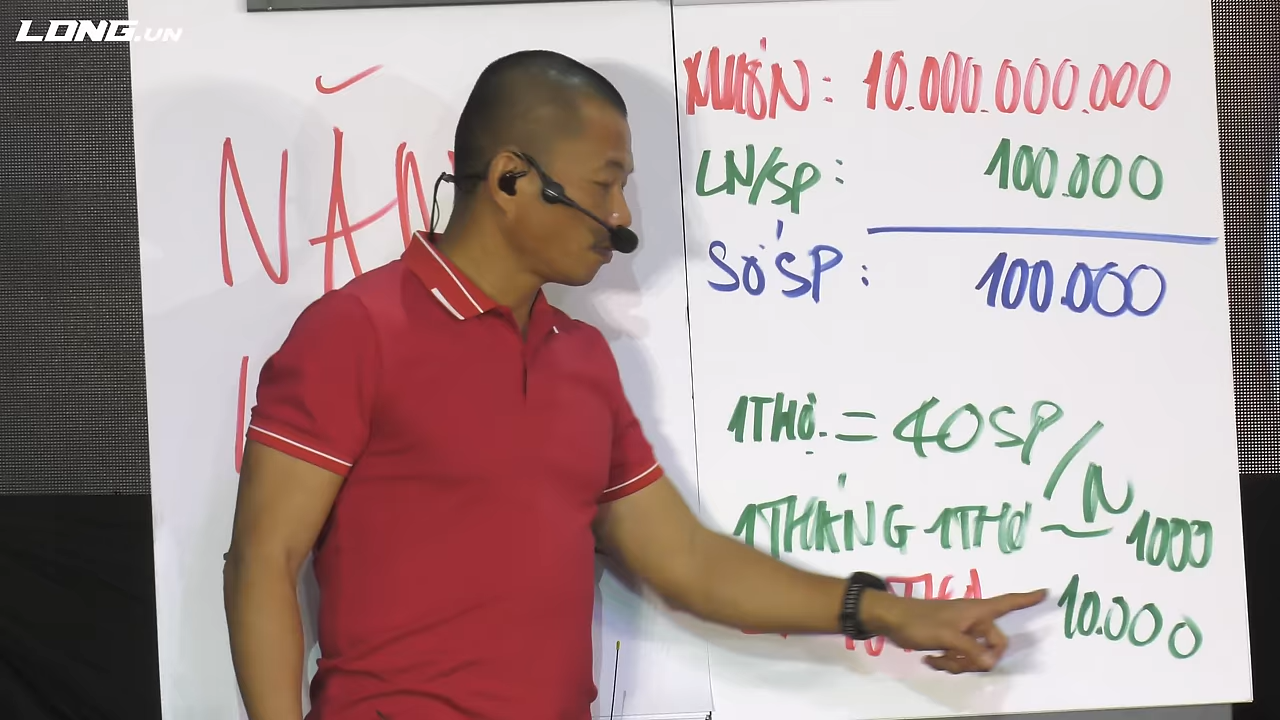 LONG.VN
XƯỞN: 10.000.000.000
LN/SP: 100.000
SỐ SP: 100.000
1THỢ. = 40SP/N
1THÁNG 1THỢ ~ 1000
10.000